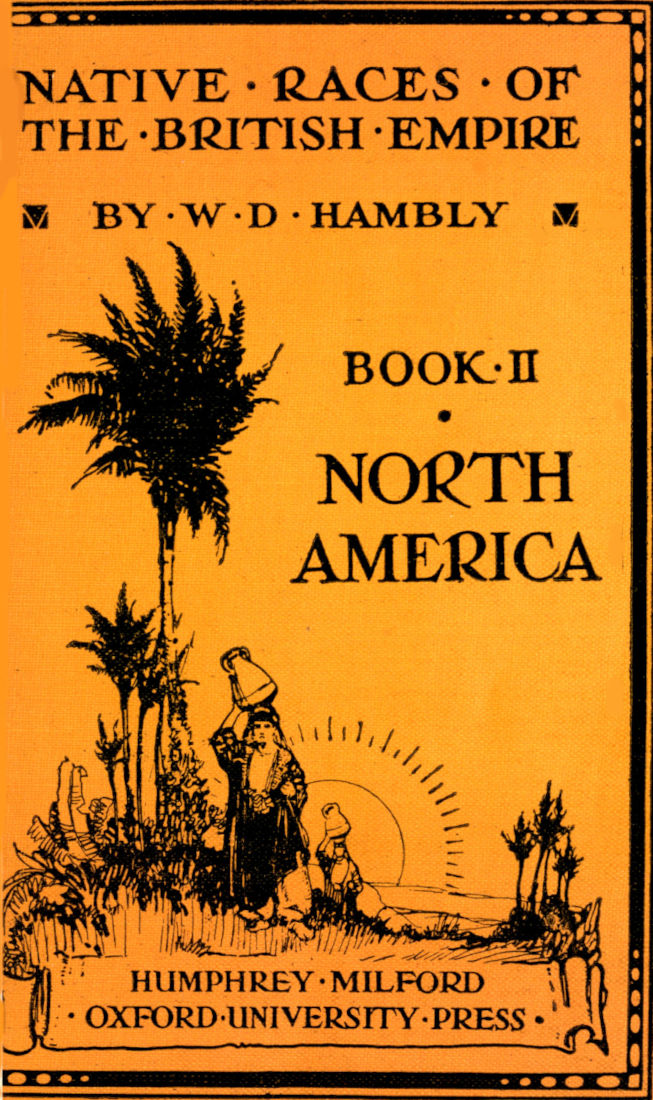 NATIVE · RACES · OF
THE · BRITISH · EMPIRE
BY · W · D · HAMBLY
BOOK · II
NORTH
AMERICA
HUMPHREY · MILFORD
· OXFORD · UNIVERSITY · PRESS ·